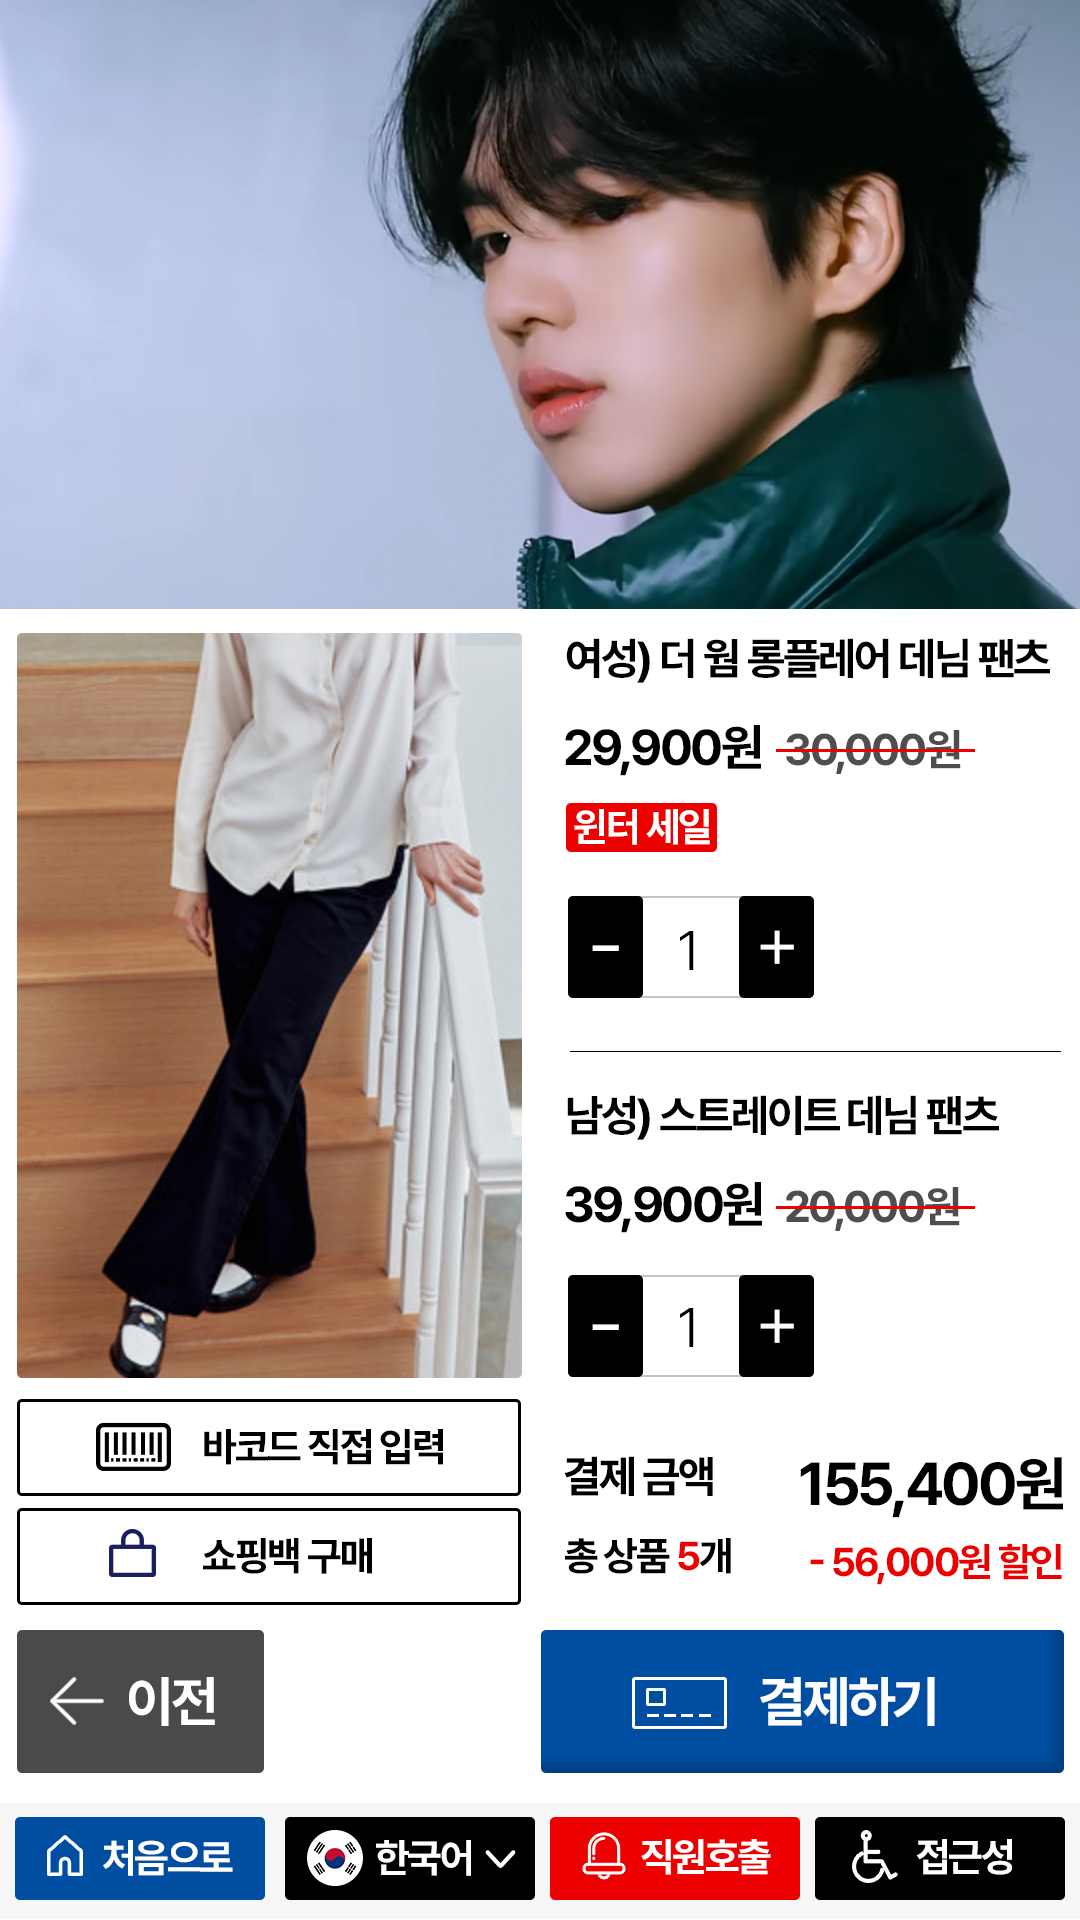 여성) 더 웜 롱플레어 데님 팬츠
29,900원 30,000원
윈터 세일
- 1 +
남성) 스트레이트 데님 팬츠
39,900원 20,000원
- 1 +
바코드 직접 입력
쇼핑백 구매
결제 금액 155,400원
총 상품 5개 - 56,000원 할인
이전
결제하기
처음으로
한국어
직원호출
접근성